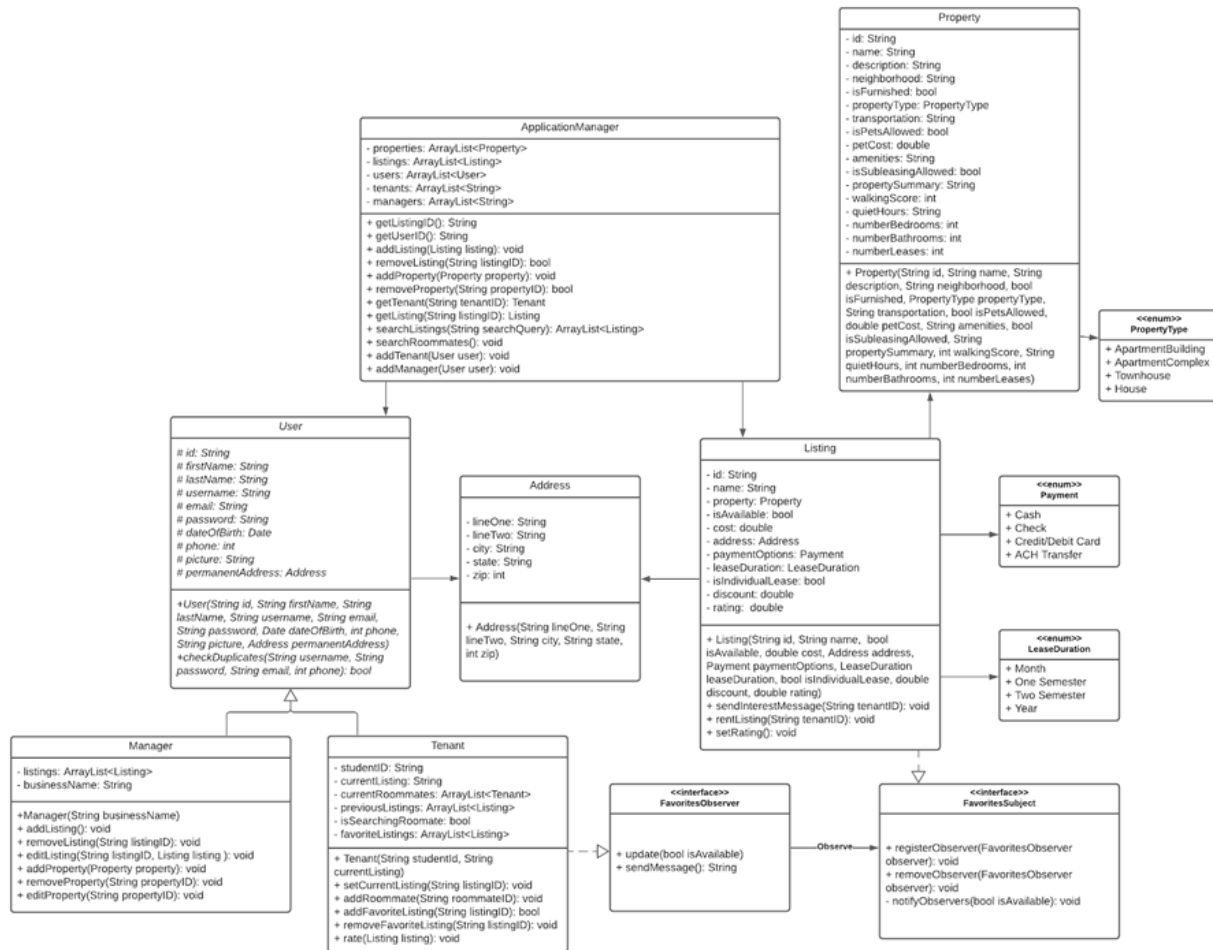 Property
- id: String
- name: String
- description: String
- neighborhood: String
- isFurnished: bool
- propertyType: PropertyType
- transportation: String
- isPetsAllowed: bool
- petCost: double
- amenities: String
- isSubleasingAllowed: bool
- propertySummary: String
- walkingScore: int
- quietHours: String
- numberBedrooms: int
- numberBathrooms: int
- numberLeases: int
+ Property(String id, String name, String
description, String neighborhood, bool
isFurnished, PropertyType propertyType,
String transportation, bool isPetsAllowed,
double petCost, String amenities, bool
isSubleasingAllowed, String
propertySummary, int walkingScore, String
quietHours, int numberBedrooms, int
numberBathrooms, int numberLeases)
<<enum>>
PropertyType
+ ApartmentBuilding
+ ApartmentComplex
+ Townhouse
+ House
ApplicationManager
- properties: ArrayList<Property>
- listings: ArrayList<Listing>
- users: ArrayList<User>
- tenants: ArrayList<String>
- managers: ArrayList<String>
+ getListingID(): String
+ getUserID(): String
+ addListing(Listing listing): void
+ removeListing(String listingID): bool
+ addProperty(Property property): void
+ removeProperty(String propertyID): bool
+ getTenant(String tenantID): Tenant
+ getListing(String listingID): Listing
+ searchListings(String searchQuery): ArrayList<Listing>
+ searchRoommates(): void
+ addTenant(User user): void
+ addManager(User user): void
User
# id: String
# firstName: String
# lastName: String
# username: String
# email: String
# password: String
# dateOfBirth: Date
# phone: int
# picture: String
# permanentAddress: Address
+User(String id, String firstName, String
lastName, String username, String email,
String password, Date dateOfBirth, int phone,
String picture, Address permanentAddress)
+checkDuplicates(String username, String
password, String email, int phone): bool
Address
- lineOne: String
- lineTwo: String
- city: String
- state: String
- zip: int
+ Address(String lineOne, String
lineTwo, String city, String state,
int zip)
Listing
- id: String
- name: String
- property: Property
- isAvailable: bool
- cost: double
- address: Address
- paymentOptions: Payment
- leaseDuration: LeaseDuration
- isIndividualLease: bool
- discount: double
- rating: double
+ Listing(String id, String name, bool
isAvailable, double cost, Address address,
Payment paymentOptions, LeaseDuration
leaseDuration, bool isIndividualLease, double
discount, double rating)
+ sendInterestMessage(String tenantID): void
+ rentListing(String tenantID): void
+ setRating(): void
<<enum>>
Payment
+ Cash
+ Check
+ Credit/Debit Card
+ ACH Transfer
<<enum>>
LeaseDuration
+ Month
+ One Semester
+ Two Semester
+ Year
Manager
- listings: ArrayList<Listing>
- businessName: String
+Manager(String businessName)
+ addListing(): void
+ removeListing(String listingID): void
+ editListing(String listingID, Listing listing ): void
+ addProperty(Property property): void
+ removeProperty(String propertyID): void
+ editProperty(String propertyID): void
Tenant
- studentID: String
- currentListing: String
- currentRoommates: ArrayList<Tenant>
- previousListings: ArrayList<Listing>
- isSearchingRoomate: bool
- favoriteListings: ArrayList<Listing>
+ Tenant(String studentId, String
currentListing)
+ setCurrentListing(String listingID): void
+ addRoommate(String roommateID): void
+ addFavoriteListing(String listingID): bool
+ removeFavoriteListing(String listingID): void
+ rate(Listing listing): void
<<interface>>
FavoritesObserver
+ update(bool isAvailable)
+ sendMessage(): String
Observe
<<interface>>
FavoritesSubject
+ registerObserver(FavoritesObserver
observer): void
+ removeObserver(FavoritesObserver
observer): void
- notifyObservers(bool isAvailable): void